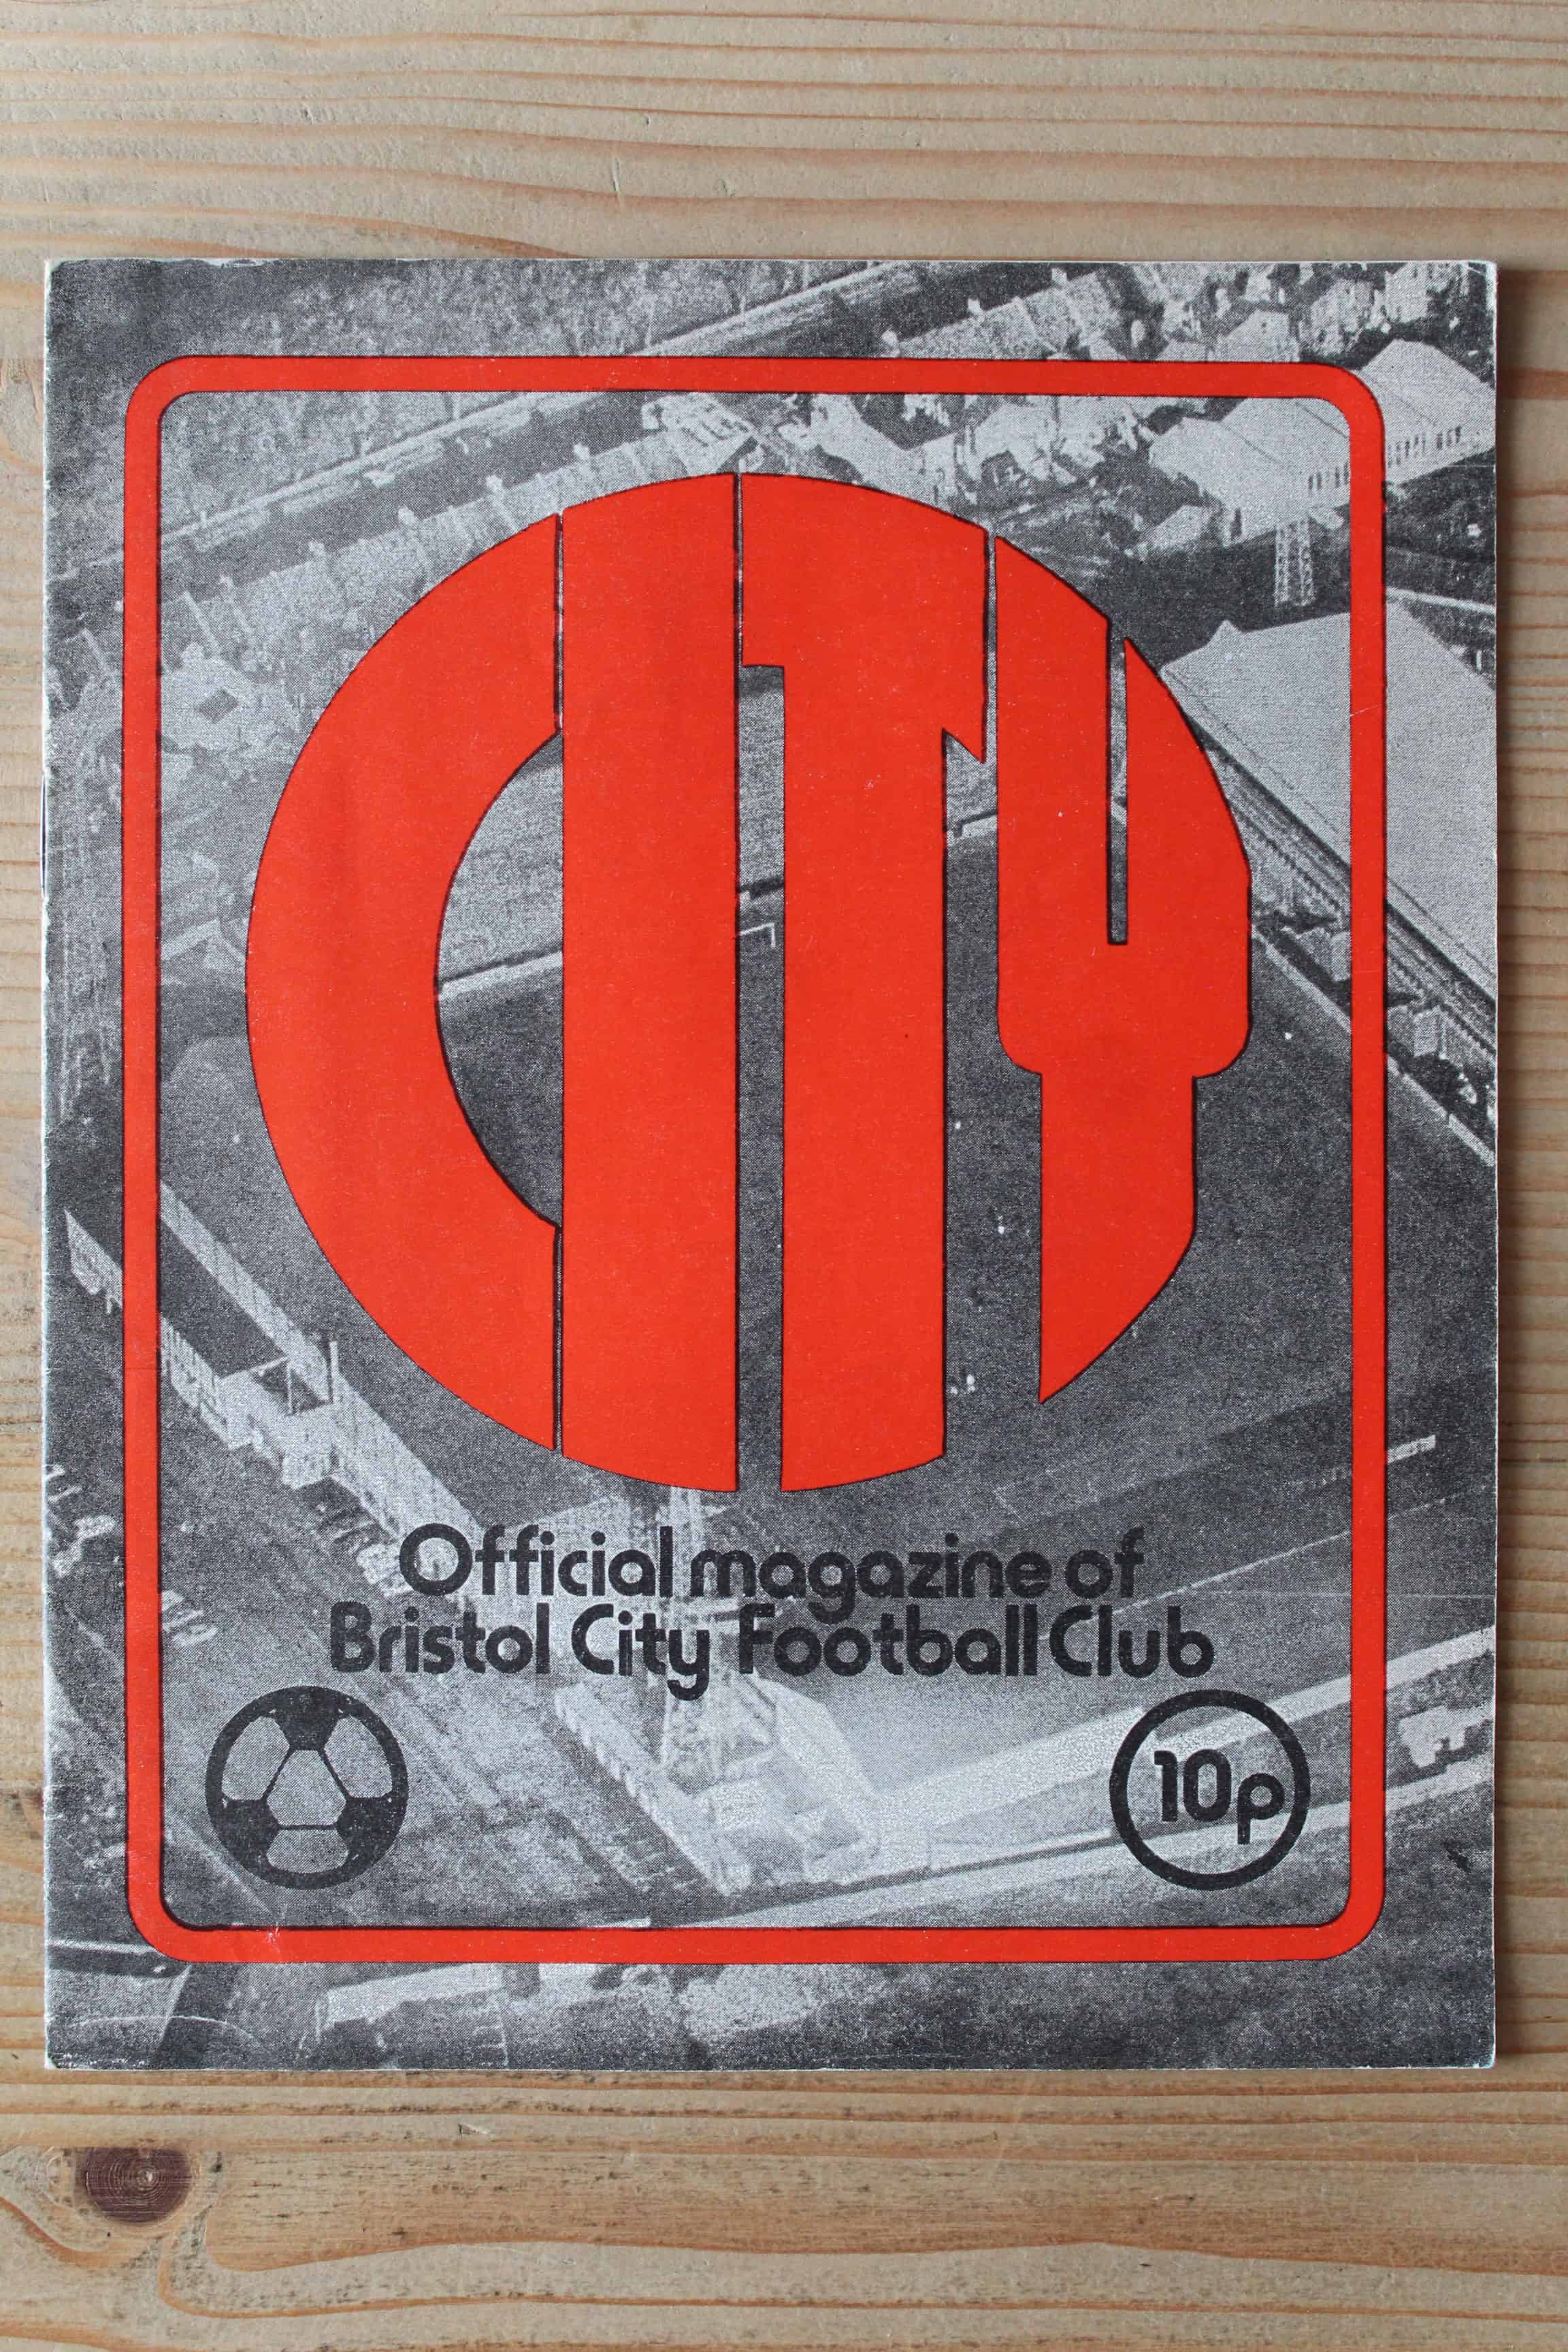 CITY
Official magazine of
Bristol City Football Club
10p